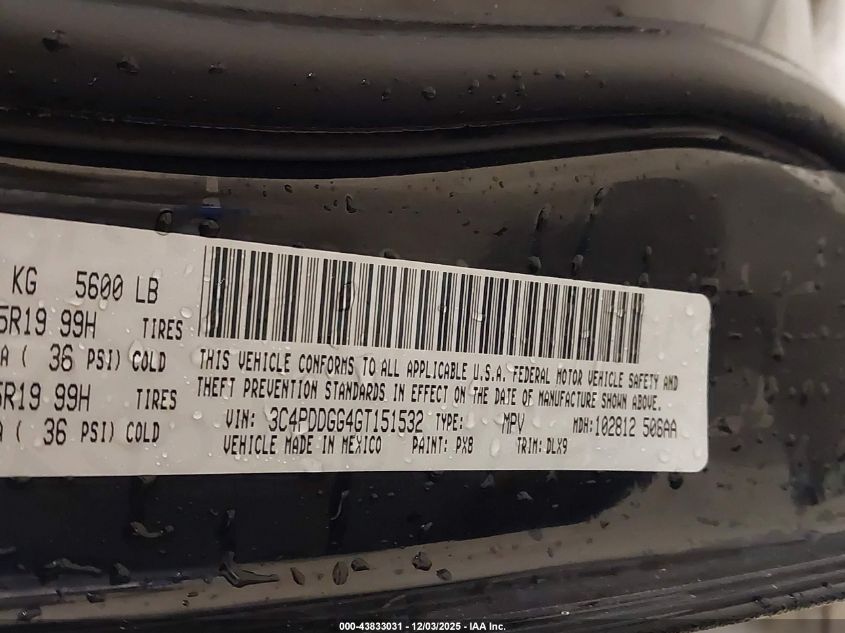 KG 5600 LB
5R19 99H TIRES
A ( 36 PSI) COLD
5R19 99H TIRES
A ( 36 PSI) COLD
THIS VEHICLE CONFORMS TO ALL APPLICABLE U.S.A. FEDERAL MOTOR VEHICLE SAFETY AND
THEFT PREVENTION STANDARDS IN EFFECT ON THE DATE OF MANUFACTURE SHOWN ABOVE.
VIN: 3C4PDDGG4GT151532 TYPE: MPV MDH:102812 506AA
VEHICLE MADE IN MEXICO PAINT: PX8 TRIM: DLX9
000-43833031 - 12/03/2025 - IAA Inc.